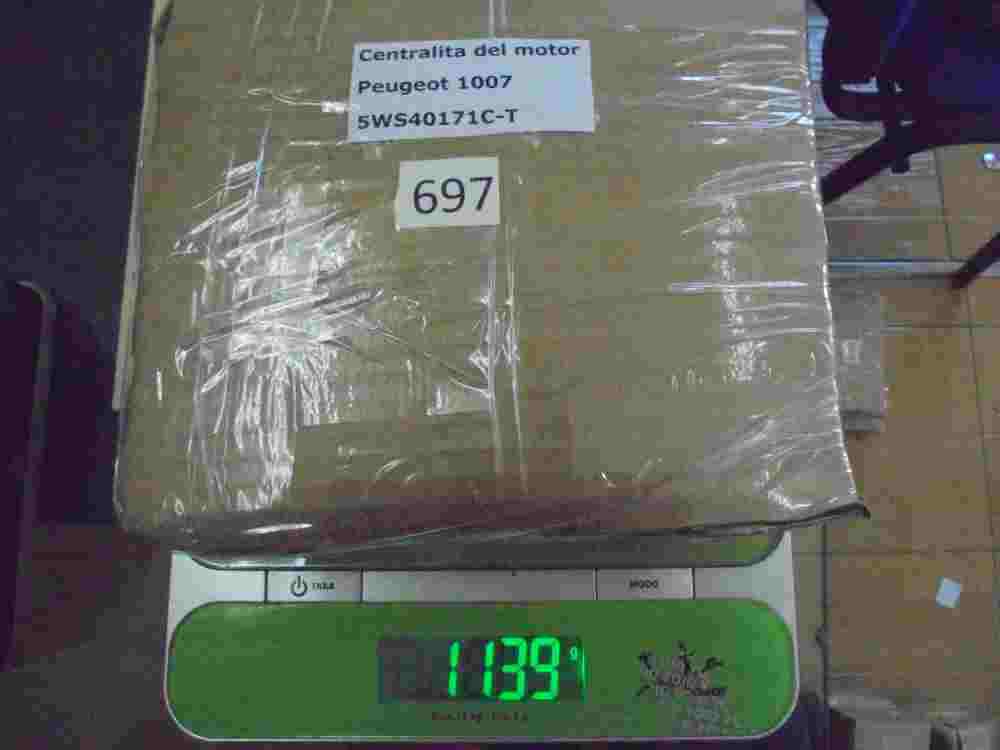 Centralita del motor
Peugeot 1007
5WS40171C-T
697
TARA
MODO
1139 g